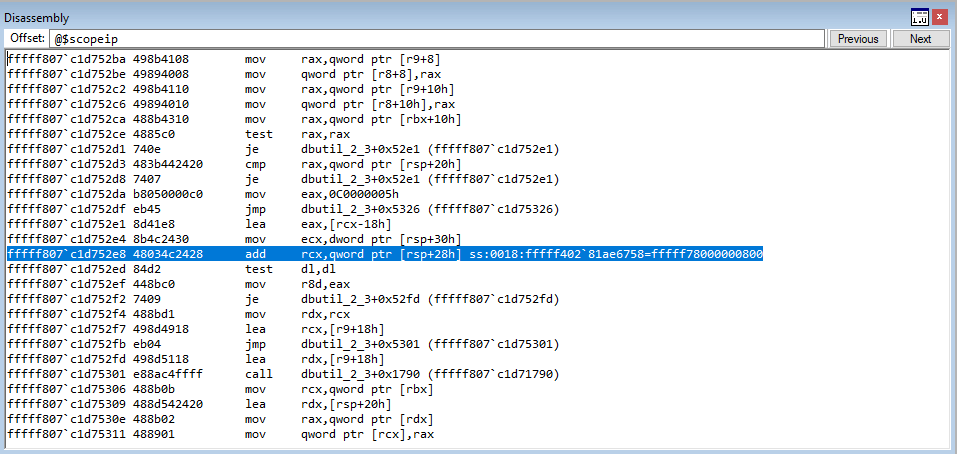 Disassembly
Offset: @$scopeip Previous Next
fffff807`c1d752ba 498b4108 mov rax,qword ptr [r9+8]
fffff807`c1d752be 49894008 mov qword ptr [r8+8],rax
fffff807`c1d752c2 498b4110 mov rax,qword ptr [r9+10h]
fffff807`c1d752c6 49894010 mov qword ptr [r8+10h],rax
fffff807`c1d752ca 488b4310 mov rax,qword ptr [rbx+10h]
fffff807`c1d752ce 4885c0 test rax,rax
fffff807`c1d752d1 740e je dbutil_2_3+0x52e1 (fffff807`c1d752e1)
fffff807`c1d752d3 483b442420 cmp rax,qword ptr [rsp+20h]
fffff807`c1d752d8 7407 je dbutil_2_3+0x52e1 (fffff807`c1d752e1)
fffff807`c1d752da b8050000c0 mov eax,0C0000005h
fffff807`c1d752df eb45 jmp dbutil_2_3+0x5326 (fffff807`c1d75326)
fffff807`c1d752e1 8d41e8 lea eax,[rcx-18h]
fffff807`c1d752e4 8b4c2430 mov ecx,dword ptr [rsp+30h]
fffff807`c1d752e8 48034c2428 add rcx,qword ptr [rsp+28h] ss:0018:fffff402`81ae6758=fffff78000000800
fffff807`c1d752ed 84d2 test dl,dl
fffff807`c1d752ef 448bc0 mov r8d,eax
fffff807`c1d752f2 7409 je dbutil_2_3+0x52fd (fffff807`c1d752fd)
fffff807`c1d752f4 488bd1 mov rdx,rcx
fffff807`c1d752f7 498d4918 lea rcx,[r9+18h]
fffff807`c1d752fb eb04 jmp dbutil_2_3+0x5301 (fffff807`c1d75301)
fffff807`c1d752fd 498d5118 lea rdx,[r9+18h]
fffff807`c1d75301 e88ac4ffff call dbutil_2_3+0x1790 (fffff807`c1d71790)
fffff807`c1d75306 488b0b mov rcx,qword ptr [rbx]
fffff807`c1d75309 488d542420 lea rdx,[rsp+20h]
fffff807`c1d7530e 488b02 mov rax,qword ptr [rdx]
fffff807`c1d75311 488901 mov qword ptr [rcx],rax